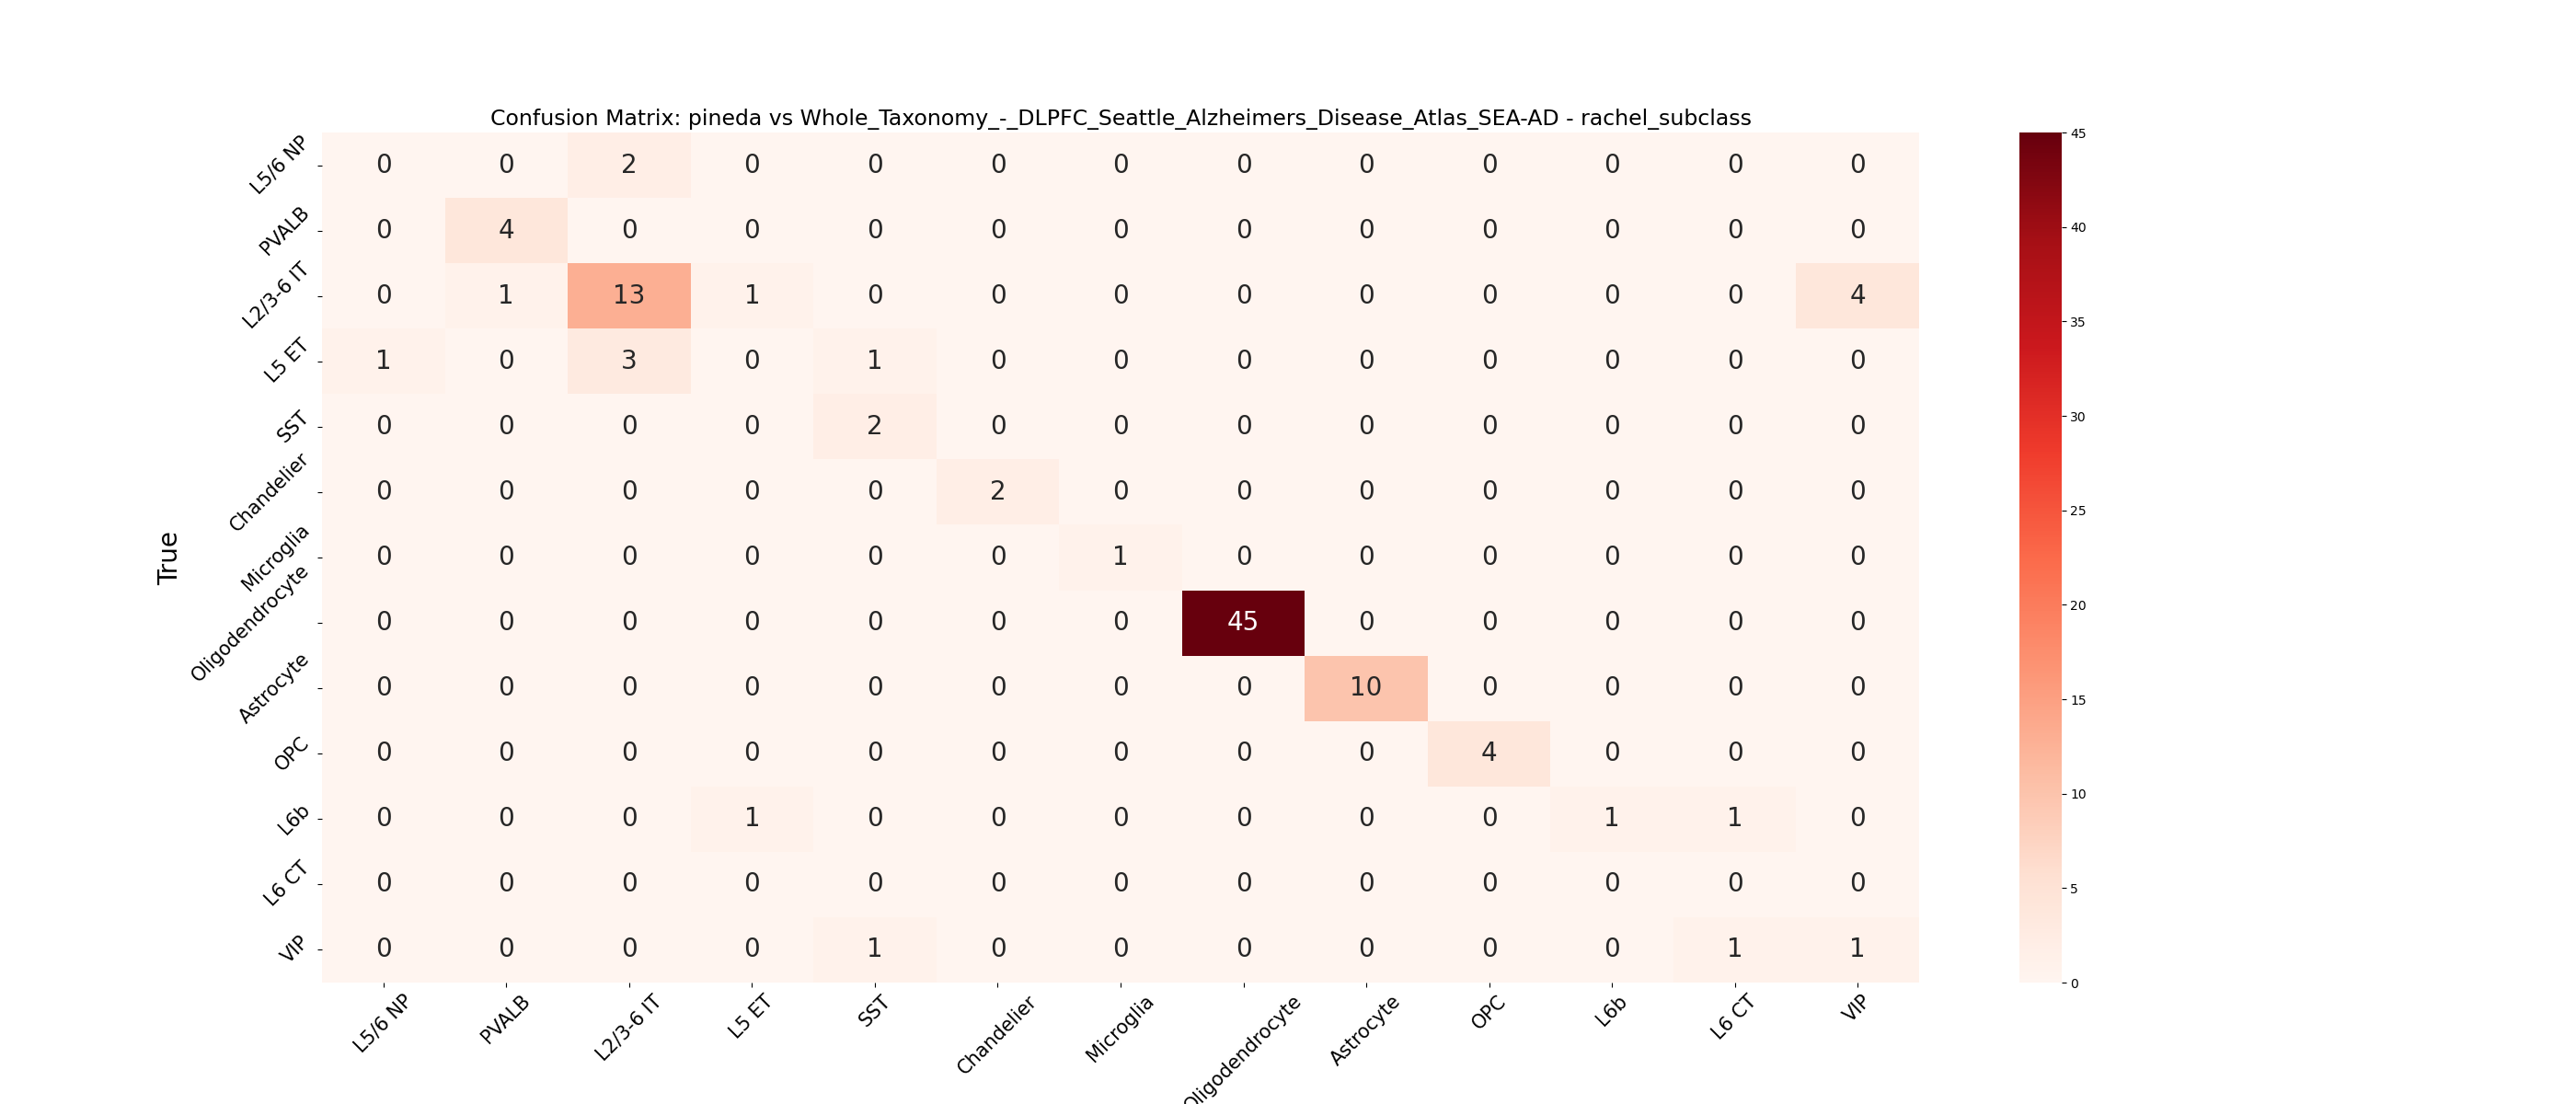 Confusion Matrix: pineda vs Whole_Taxonomy_-_DLPFC_Seattle_Alzheimers_Disease_Atlas_SEA-AD - rachel_subclass
True
L5/6 NP 0 0 2 0 0 0 0 0 0 0 0 0 0
PVALB 0 4 0 0 0 0 0 0 0 0 0 0 0
L2/3-6 IT 0 1 13 1 0 0 0 0 0 0 0 0 4
L5 ET 1 0 3 0 1 0 0 0 0 0 0 0 0
SST 0 0 0 0 2 0 0 0 0 0 0 0 0
Chandelier 0 0 0 0 0 2 0 0 0 0 0 0 0
Microglia 0 0 0 0 0 0 1 0 0 0 0 0 0
Oligodendrocyte 0 0 0 0 0 0 0 45 0 0 0 0 0
Astrocyte 0 0 0 0 0 0 0 0 10 0 0 0 0
OPC 0 0 0 0 0 0 0 0 0 4 0 0 0
L6b 0 0 0 1 0 0 0 0 0 0 1 1 0
L6 CT 0 0 0 0 0 0 0 0 0 0 0 0 0
VIP 0 0 0 0 1 0 0 0 0 0 0 1 1
L5/6 NP PVALB L2/3-6 IT L5 ET SST Chandelier Microglia Oligodendrocyte Astrocyte OPC L6b L6 CT VIP
45
40
35
30
25
20
15
10
5
0